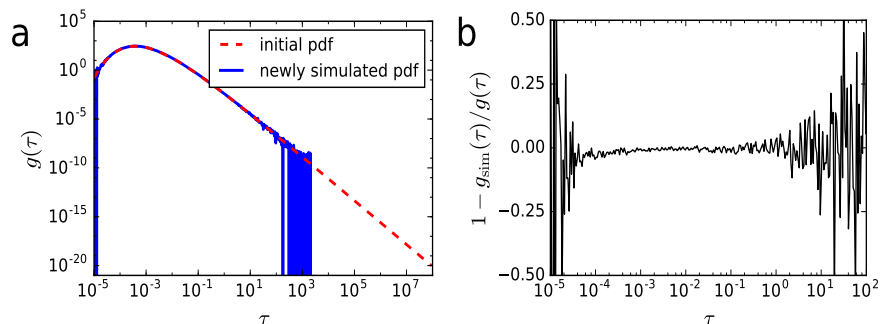 a
g(τ)
10^5
10^0
10^-5
10^-10
10^-15
10^-20
initial pdf
newly simulated pdf
10^-5 10^-3 10^-1 10^1 10^3 10^5 10^7
τ
b
1 − g_sim(τ)/g(τ)
0.50
0.25
0.00
−0.25
−0.50
10^-5 10^-4 10^-3 10^-2 10^-1 10^0 10^1 10^2
τ